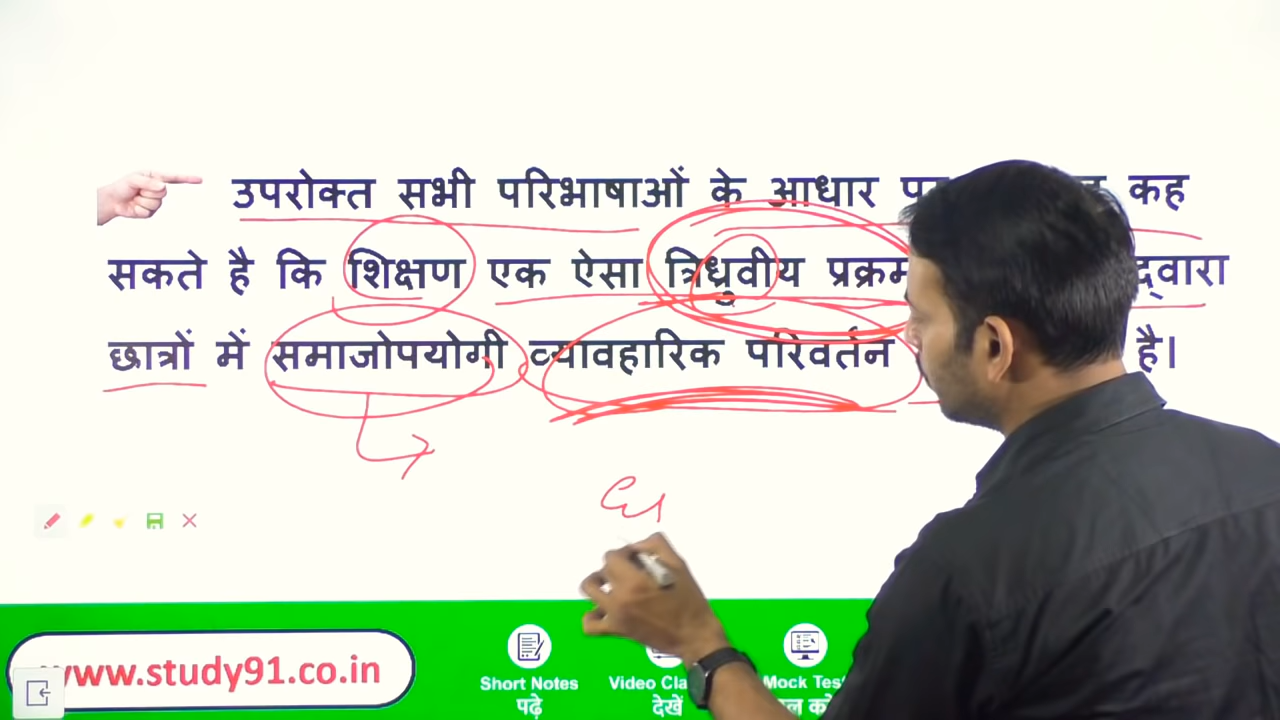 उपरोक्त सभी परिभाषाओं के आधार कह
सकते है कि शिक्षण एक ऐसा त्रिध्रुवीय प्रक्रम द्वारा
छात्रों में समाजोपयोगी व्यावहारिक परिवर्तन है।
www.study91.co.in
Short Notes
पढ़े
Video Cla
देखें
Mock Test